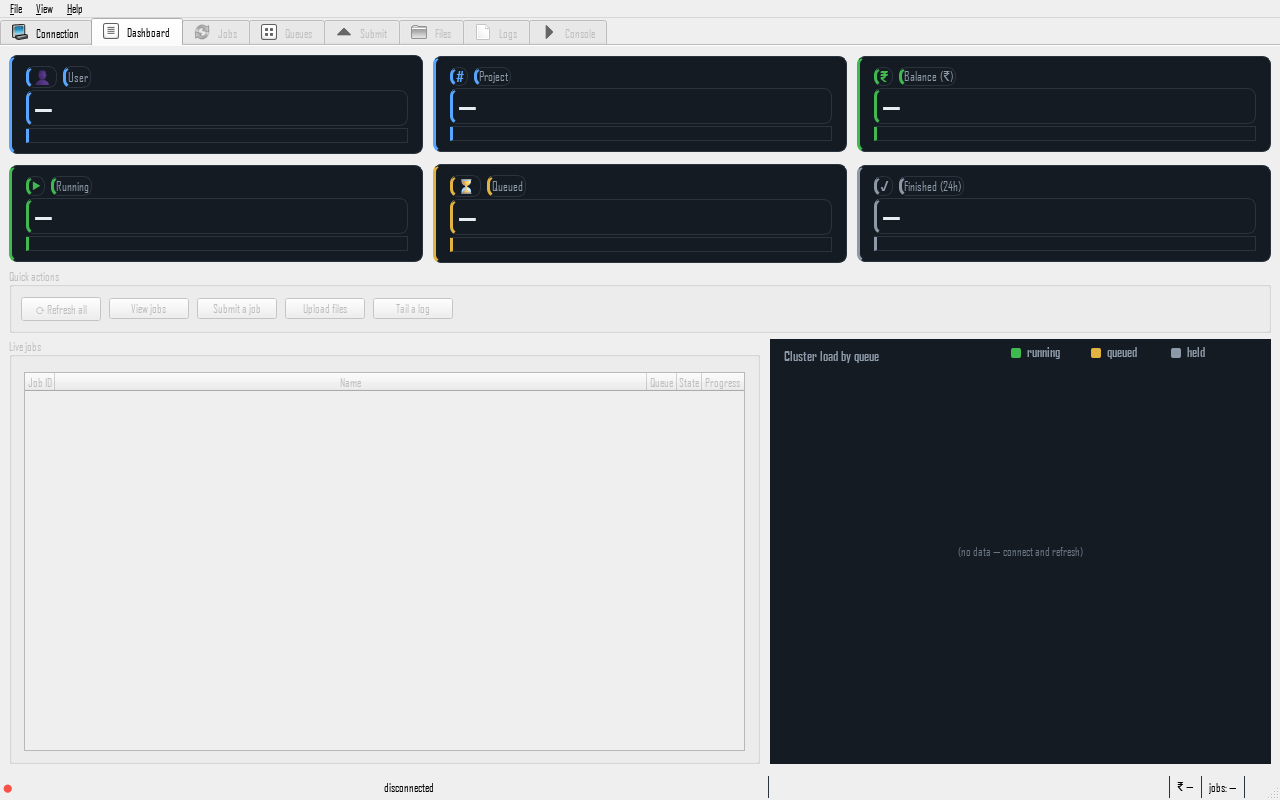 File View Help
Connection Dashboard Jobs Queues Submit Files Logs Console
User # Project ₹ Balance (₹)
— — —
Running Queued ✓ Finished (24h)
— — —
Quick actions
⟳ Refresh all View jobs Submit a job Upload files Tail a log
Live jobs
Cluster load by queue running queued held
Job ID Name Queue State Progress
(no data — connect and refresh)
disconnected ₹ — jobs: —